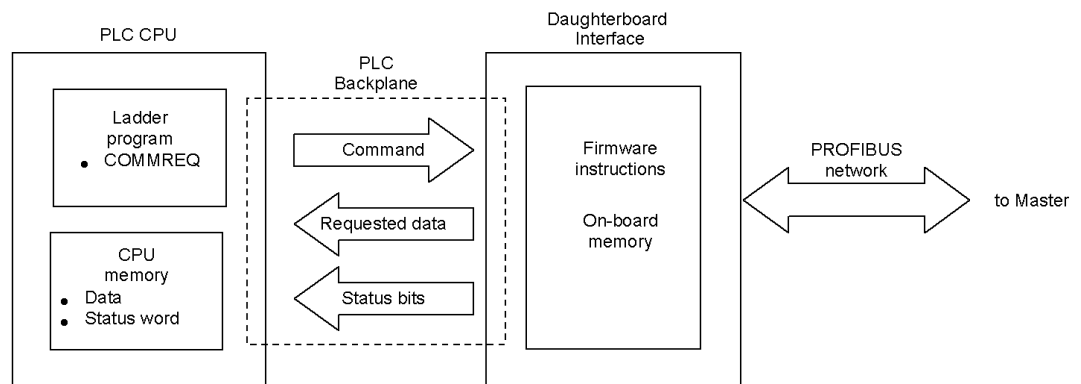 PLC CPU
Ladder
program
• COMMREQ
CPU
memory
• Data
• Status word
PLC
Backplane
Command
Requested data
Status bits
Daughterboard
Interface
Firmware
instructions
On-board
memory
PROFIBUS
network
to Master